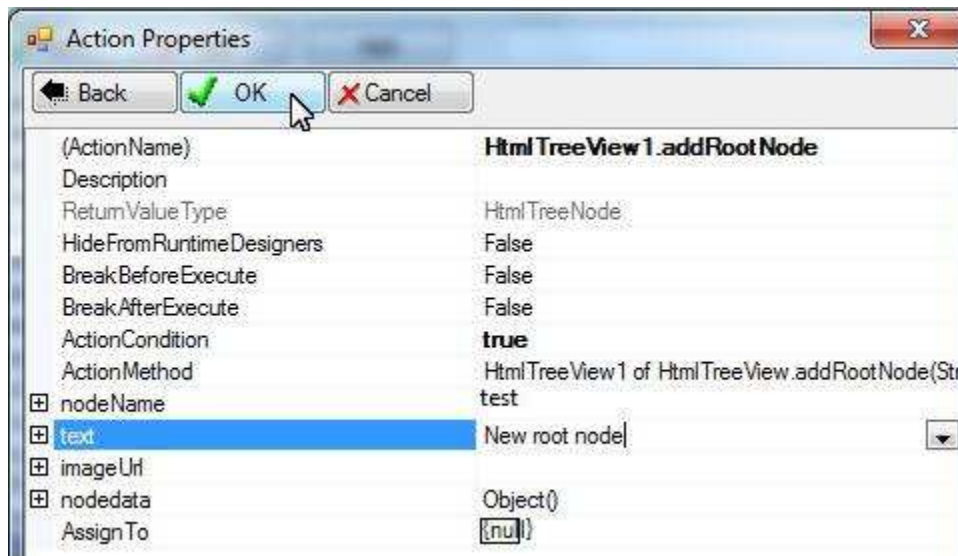 Action Properties
Back OK Cancel
(ActionName) HtmlTreeView1.addRootNode
Description
ReturnValueType HtmlTreeNode
HideFromRuntimeDesigners False
BreakBeforeExecute False
BreakAfterExecute False
ActionCondition true
ActionMethod HtmlTreeView1 of HtmlTreeView.addRootNode(Str
nodeName test
text New root node
imageUrl
nodedata Object()
AssignTo {null}